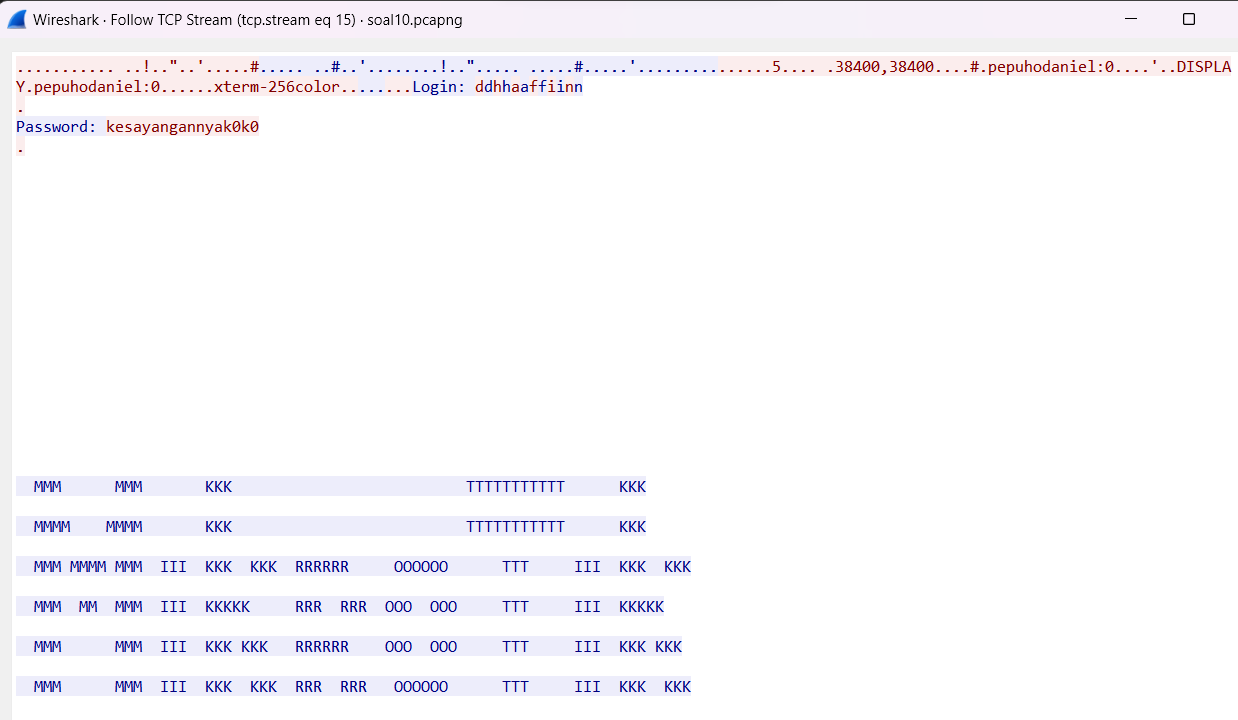 Wireshark · Follow TCP Stream (tcp.stream eq 15) · soal10.pcapng
........... ..!.."..'.....#..... ..#..'........!.."..... .....#.....'...............5.... .38400,38400....#.pepuhodaniel:0....'..DISPLA
Y.pepuhodaniel:0......xterm-256color........Login: ddhhaaffiinn
.
Password: kesayangannyak0k0
.
MMM      MMM       KKK                          TTTTTTTTTTT      KKK
MMMM    MMMM       KKK                          TTTTTTTTTTT      KKK
MMM MMMM MMM  III  KKK  KKK  RRRRRR     OOOOOO      TTT     III  KKK  KKK
MMM  MM  MMM  III  KKKKK     RRR  RRR  OOO  OOO     TTT     III  KKKKK
MMM      MMM  III  KKK KKK   RRRRRR    OOO  OOO     TTT     III  KKK KKK
MMM      MMM  III  KKK  KKK  RRR  RRR   OOOOOO      TTT     III  KKK  KKK